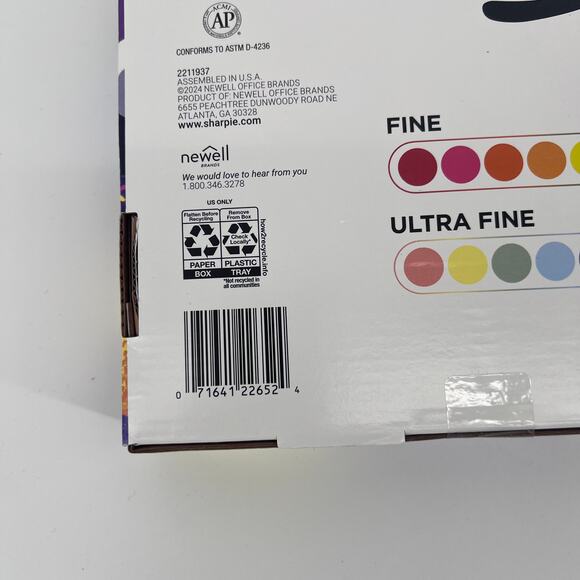 ACMI
AP
CONFORMS TO ASTM D-4236
2211937
ASSEMBLED IN U.S.A.
©2024 NEWELL OFFICE BRANDS
PRODUCT OF: NEWELL OFFICE BRANDS
6655 PEACHTREE DUNWOODY ROAD NE
ATLANTA, GA 30328
www.sharpie.com
newell
BRANDS
We would love to hear from you
1.800.346.3278
US ONLY
Flatten Before Recycling
Remove From Box
Check Locally*
PAPER
PLASTIC
BOX
TRAY
*Not recycled in all communities
how2recycle.info
0 71641 22652 4
FINE
ULTRA FINE